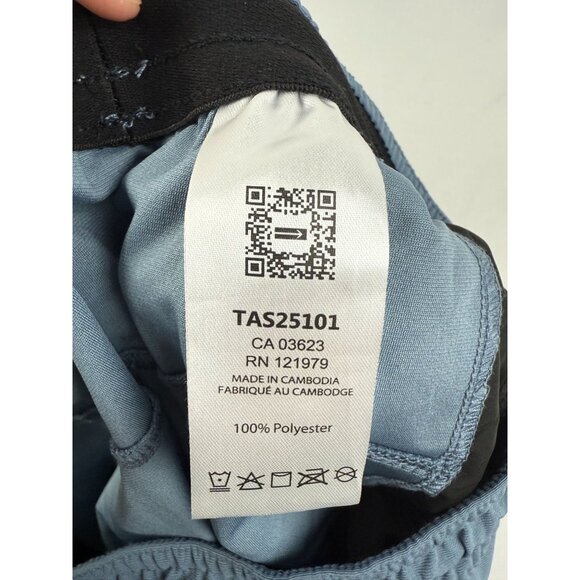 TAS25101
CA 03623
RN 121979
MADE IN CAMBODIA
FABRIQUÉ AU CAMBODGE
100% Polyester